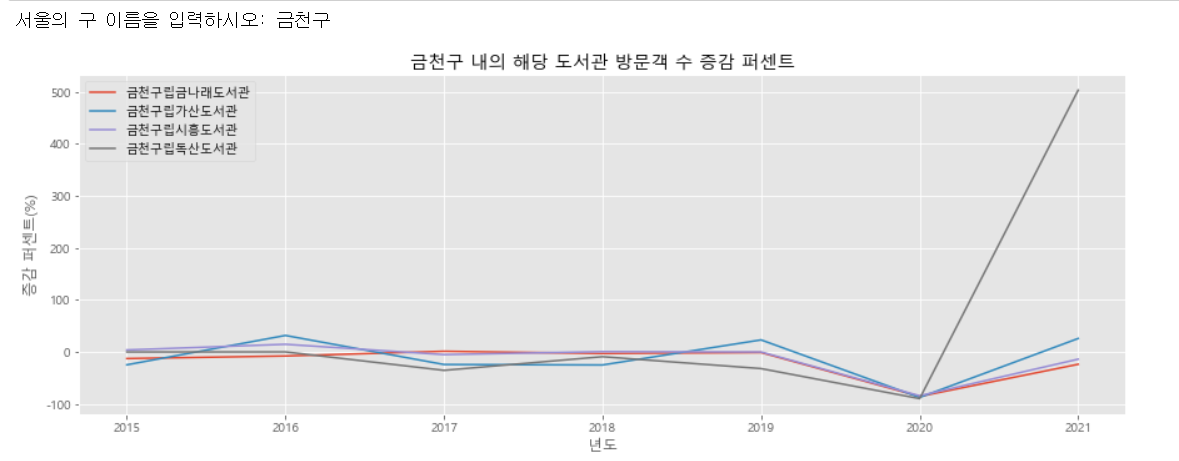 서울의 구 이름을 입력하시오: 금천구
금천구 내의 해당 도서관 방문객 수 증감 퍼센트
금천구립금나래도서관
금천구립가산도서관
금천구립시흥도서관
금천구립독산도서관
증감 퍼센트(%)
500
400
300
200
100
0
-100
2015 2016 2017 2018 2019 2020 2021
년도